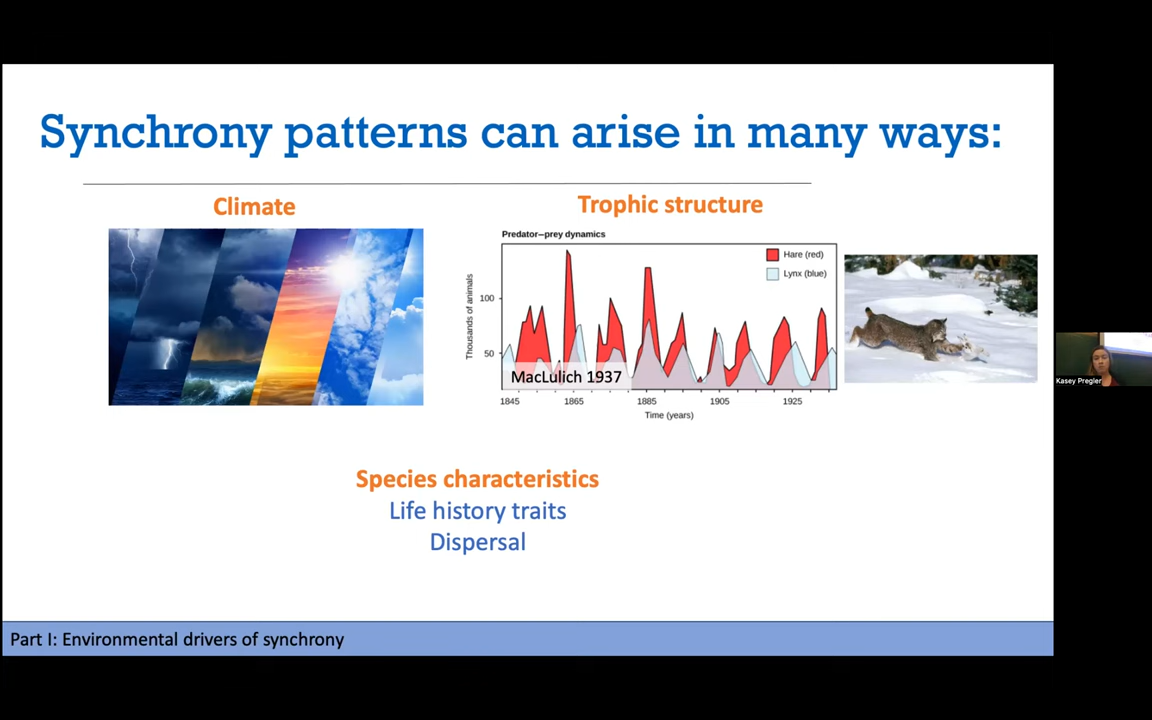 Synchrony patterns can arise in many ways:
Climate
Trophic structure
Predator–prey dynamics
Hare (red)
Lynx (blue)
Thousands of animals
100
50
MacLulich 1937
1845
1865
1885
1905
1925
Time (years)
Kasey Pregler
Species characteristics
Life history traits
Dispersal
Part I: Environmental drivers of synchrony